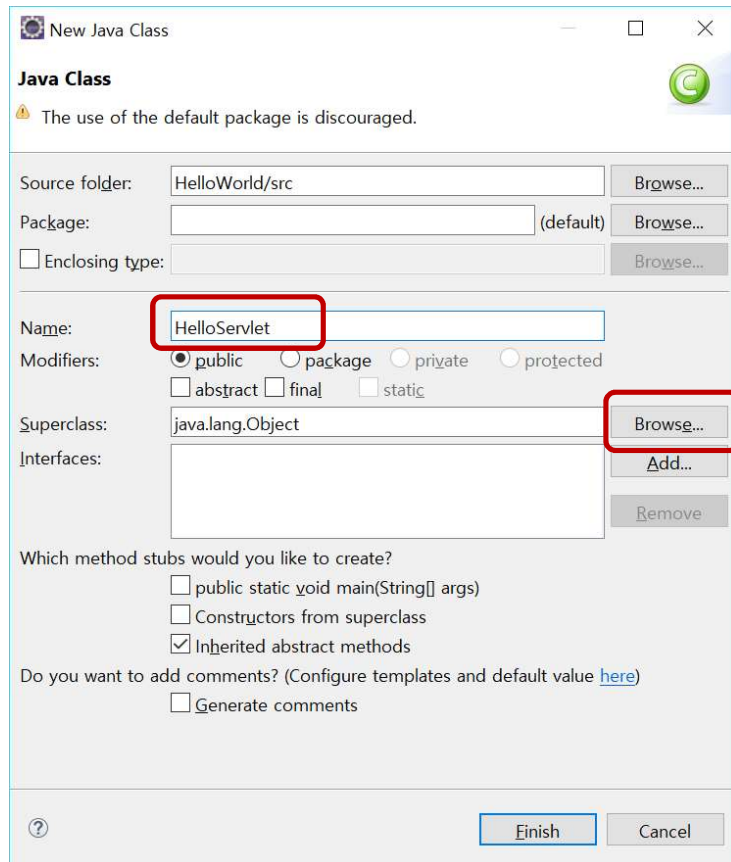 New Java Class
Java Class
The use of the default package is discouraged.
Source folder: HelloWorld/src Browse...
Package: (default) Browse...
Enclosing type: Browse...
Name: HelloServlet
Modifiers: public package private protected
abstract final static
Superclass: java.lang.Object Browse...
Interfaces: Add...
Remove
Which method stubs would you like to create?
public static void main(String[] args)
Constructors from superclass
Inherited abstract methods
Do you want to add comments? (Configure templates and default value here)
Generate comments
? Finish Cancel